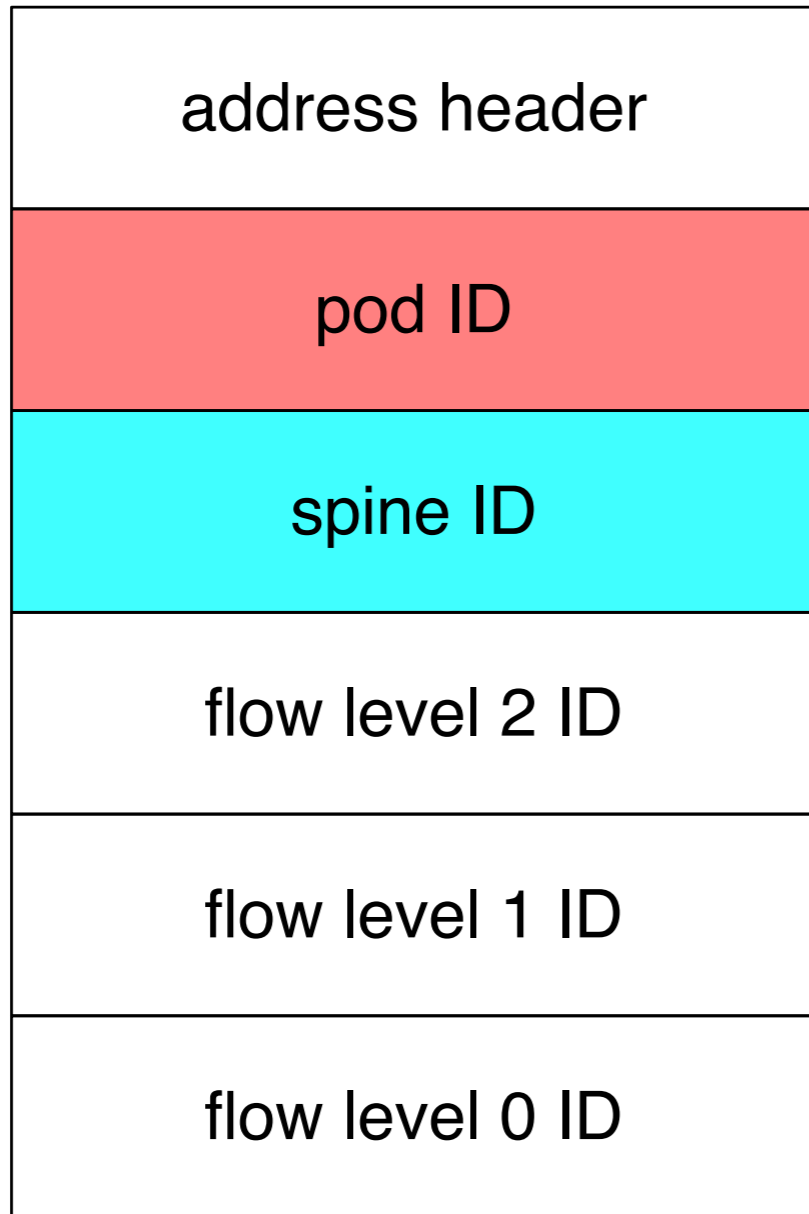 address header
pod ID
spine ID
flow level 2 ID
flow level 1 ID
flow level 0 ID